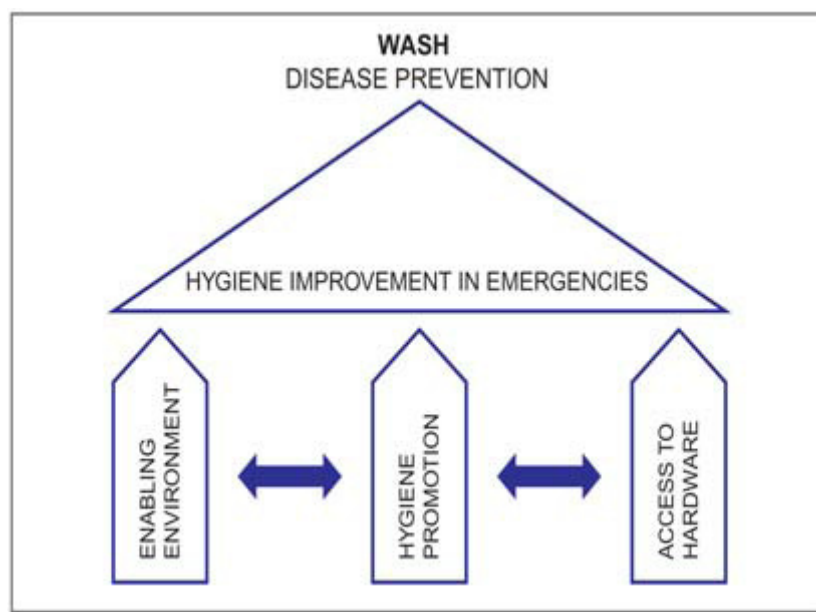 WASH
DISEASE PREVENTION
HYGIENE IMPROVEMENT IN EMERGENCIES
ENABLING
ENVIRONMENT
HYGIENE
PROMOTION
ACCESS TO
HARDWARE